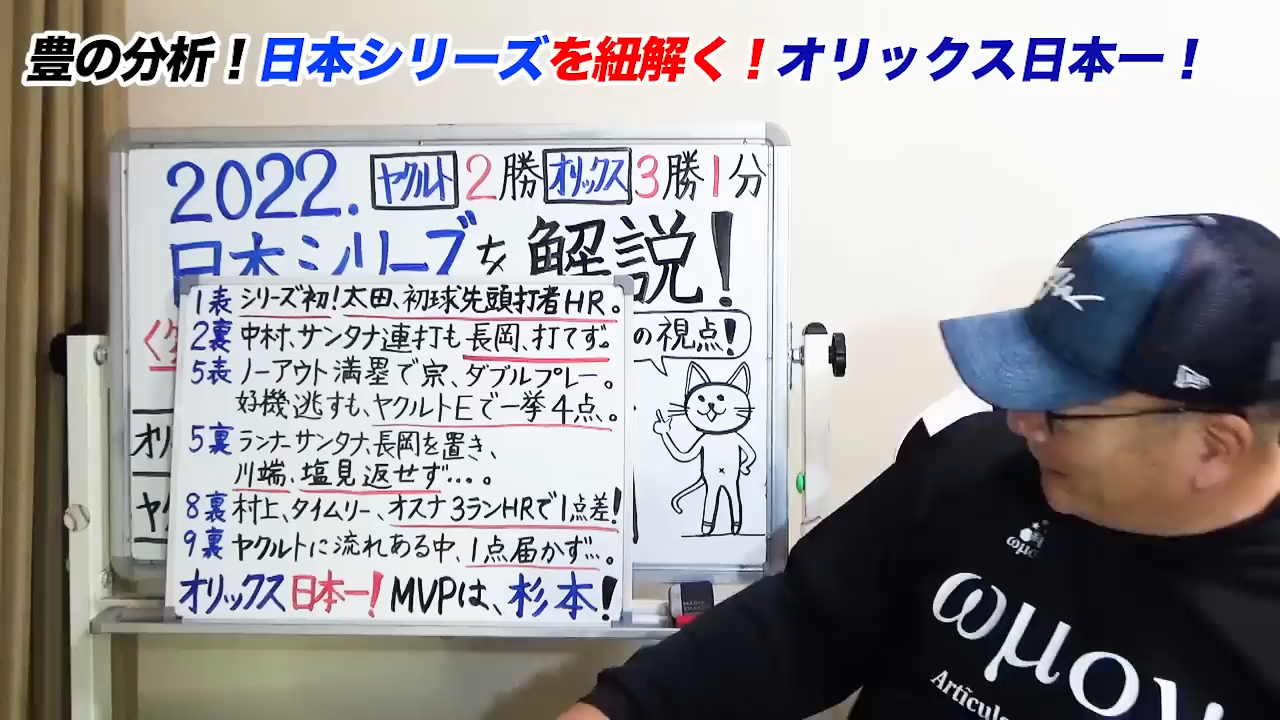 豊の分析！日本シリーズを紐解く！オリックス日本一！
2022. ヤクルト 2勝 オリックス 3勝1分
日本シリーズを解説！
の視点！
オリ
ヤク
1表 シリーズ初！太田、初球先頭打者HR。
2裏 中村、サンタナ連打も長岡、打てず。
5表 ノーアウト満塁で宗、ダブルプレー。
好機逃すも、ヤクルトEで一挙4点。
5裏 ランナーサンタナ、長岡を置き、
川端、塩見返せず…。
8裏 村上、タイムリー、オスナ3ランHRで1点差！
9裏 ヤクルトに流れある中、1点届かず…。
オリックス日本一！MVPは、杉本！
ωμο